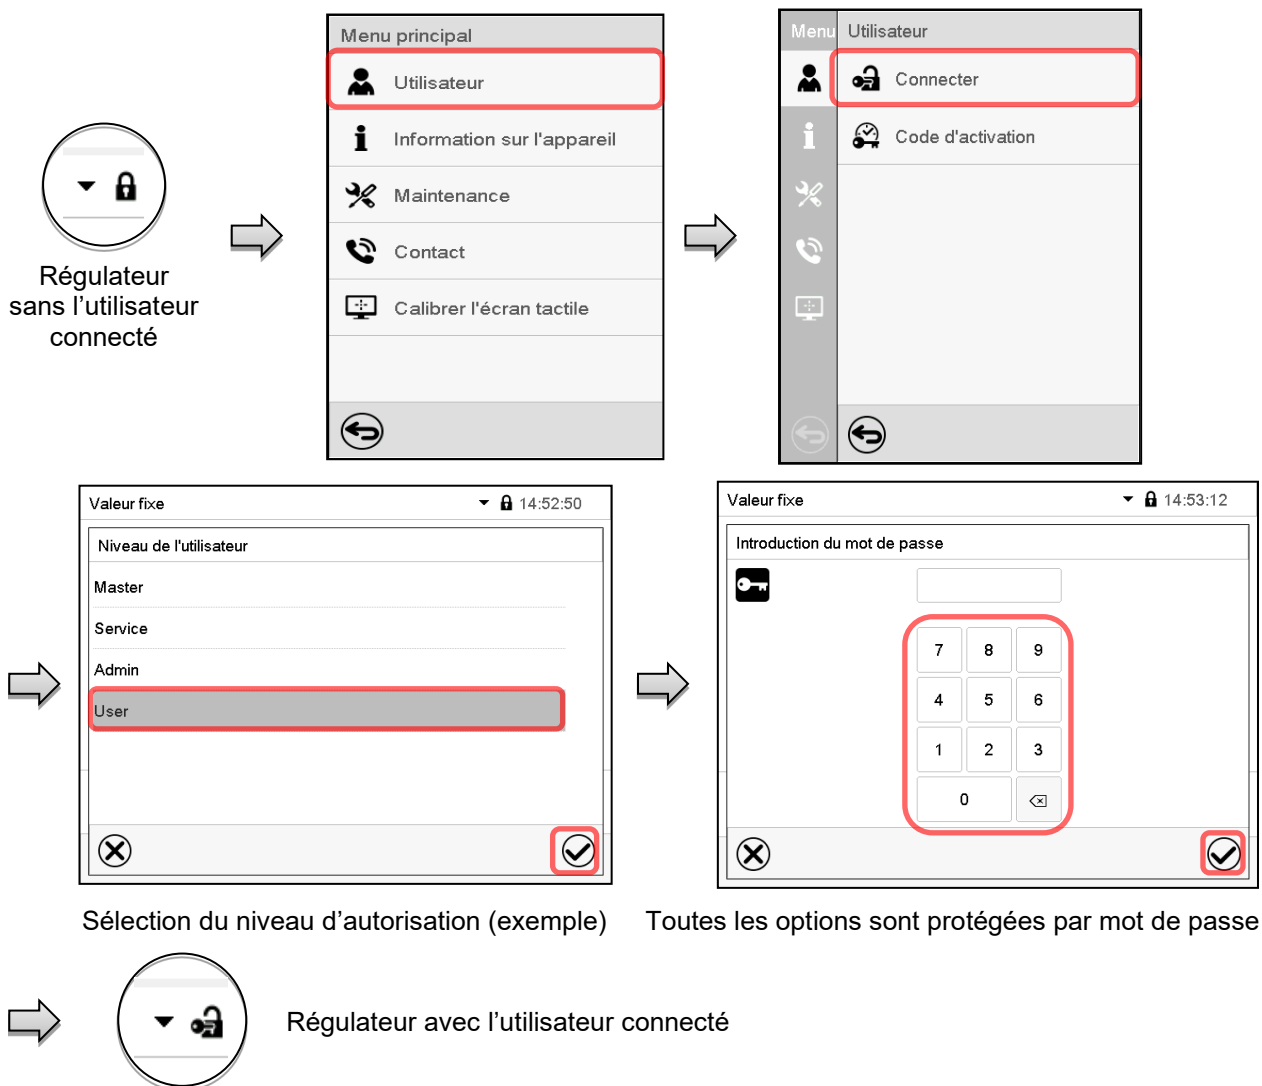 Menu principal
Utilisateur
Information sur l'appareil
Maintenance
Contact
Calibrer l'écran tactile
Menu
Utilisateur
Connecter
Code d'activation
Régulateur
sans l’utilisateur
connecté
Valeur fixe
14:52:50
Niveau de l'utilisateur
Master
Service
Admin
User
Valeur fixe
14:53:12
Introduction du mot de passe
7 8 9
4 5 6
1 2 3
0
Sélection du niveau d’autorisation (exemple)
Toutes les options sont protégées par mot de passe
Régulateur avec l’utilisateur connecté